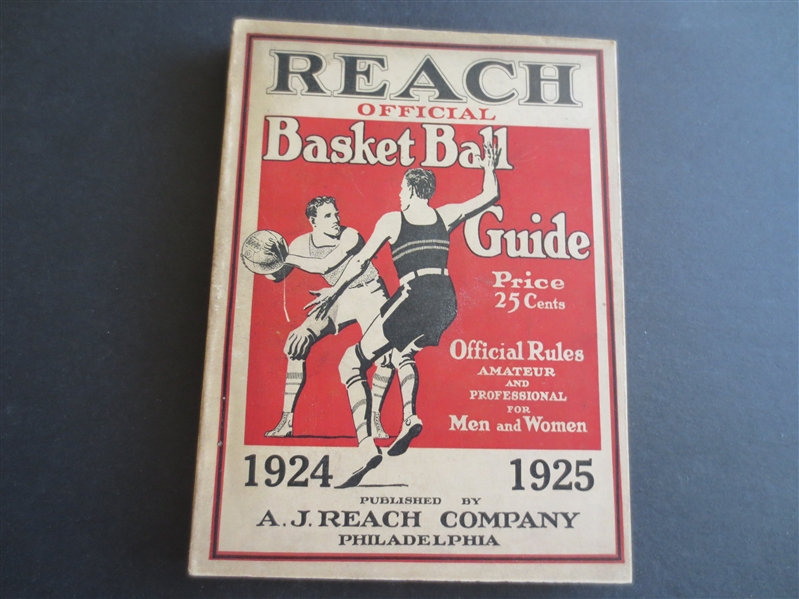 REACH
OFFICIAL
Basket Ball
Guide
Price
25 Cents
Official Rules
AMATEUR
AND
PROFESSIONAL
FOR
Men and Women
1924 1925
PUBLISHED BY
A. J. REACH COMPANY
PHILADELPHIA